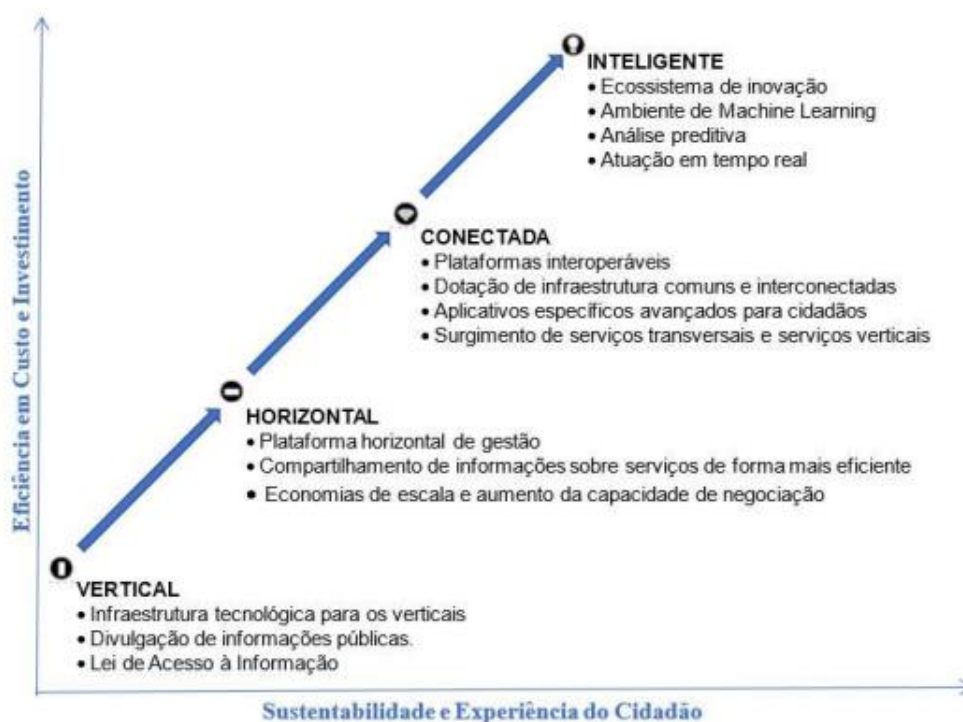 Eficiência em Custo e Investimento
INTELIGENTE
• Ecossistema de inovação
• Ambiente de Machine Learning
• Análise preditiva
• Atuação em tempo real
CONECTADA
• Plataformas interoperáveis
• Dotação de infraestrutura comuns e interconectadas
• Aplicativos específicos avançados para cidadãos
• Surgimento de serviços transversais e serviços verticais
HORIZONTAL
• Plataforma horizontal de gestão
• Compartilhamento de informações sobre serviços de forma mais eficiente
• Economias de escala e aumento da capacidade de negociação
VERTICAL
• Infraestrutura tecnológica para os verticais
• Divulgação de informações públicas.
• Lei de Acesso à Informação
Sustentabilidade e Experiência do Cidadão